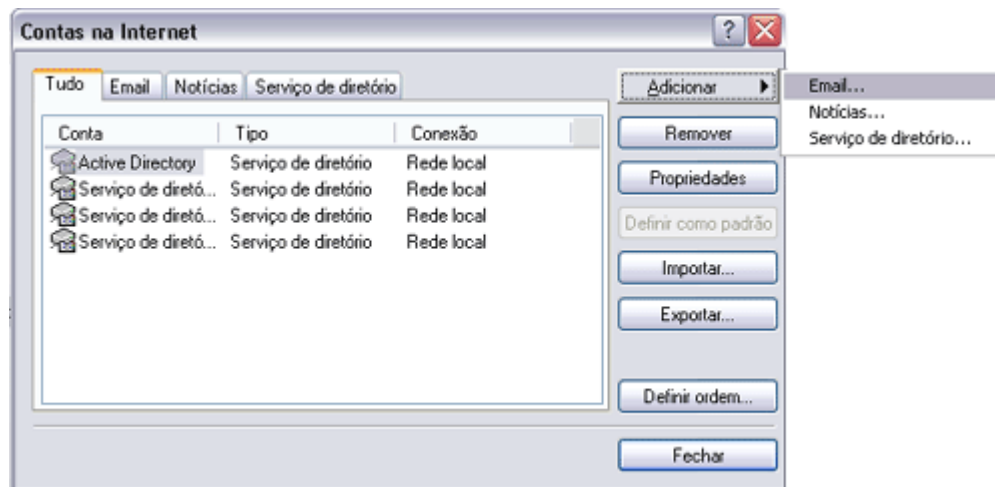 Contas na Internet
Tudo Email Notícias Serviço de diretório
Adicionar
Email...
Notícias...
Serviço de diretório...
Conta Tipo Conexão
Remover
Active Directory Serviço de diretório Rede local
Serviço de diretó... Serviço de diretório Rede local
Propriedades
Serviço de diretó... Serviço de diretório Rede local
Serviço de diretó... Serviço de diretório Rede local
Definir como padrão
Importar...
Exportar...
Definir ordem...
Fechar